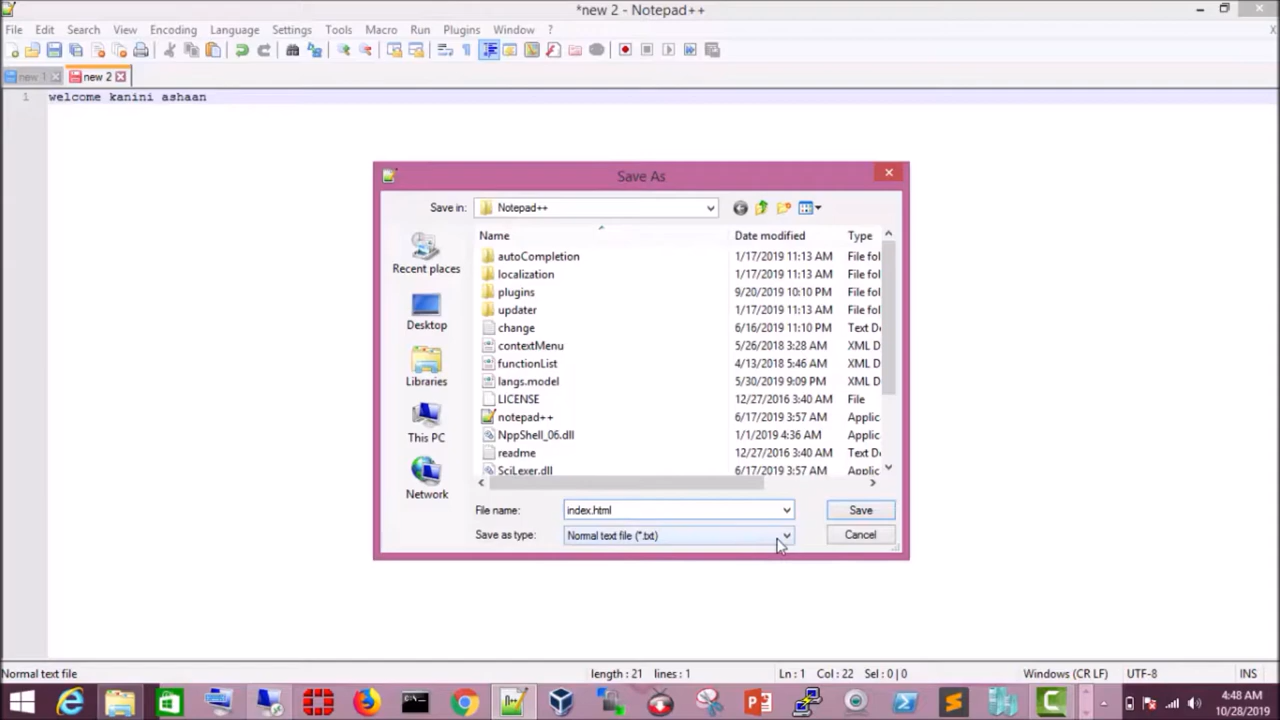 *new 2 - Notepad++
File Edit Search View Encoding Language Settings Tools Macro Run Plugins Window ? X
new 1 new 2
1 welcome kanini ashaan
Save As
Save in: Notepad++
Name Date modified Type
Recent places
Desktop
Libraries
This PC
Network
autoCompletion 1/17/2019 11:13 AM File fol
localization 1/17/2019 11:13 AM File fol
plugins 9/20/2019 10:10 PM File fol
updater 1/17/2019 11:13 AM File fol
change 6/16/2019 11:10 PM Text De
contextMenu 5/26/2018 3:28 AM XML D
functionList 4/13/2018 5:46 AM XML D
langs.model 5/30/2019 9:09 PM XML D
LICENSE 12/27/2016 3:40 AM File
notepad++ 6/17/2019 3:57 AM Applic
NppShell_06.dll 1/1/2019 4:36 AM Applic
readme 12/27/2016 3:40 AM Text De
SciLexer.dll 6/17/2019 3:57 AM Applic
File name: index.html Save
Save as type: Normal text file (*.txt) Cancel
Normal text file length : 21 lines : 1 Ln : 1 Col : 22 Sel : 0 | 0 Windows (CR LF) UTF-8 INS
4:48 AM
10/28/2019